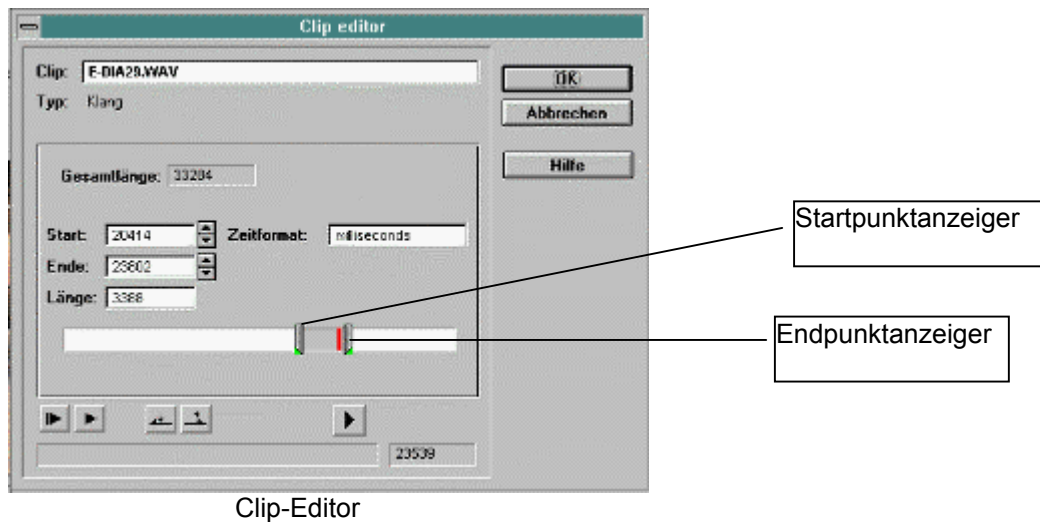 Clip editor
Clip: E-DIA29.WAV
OK
Typ: Klang
Abbrechen
Hilfe
Gesamtlänge: 33284
Startpunktanzeiger
Start: 20414 Zeitformat: milliseconds
Ende: 23802
Länge: 3388
Endpunktanzeiger
23539
Clip-Editor